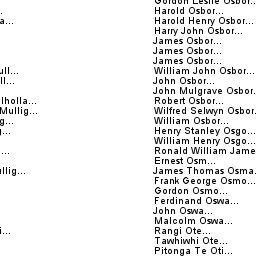 Gordon Leslie Osbor...
Harold Osbor...
a... Harold Henry Osbor...
Harry John Osbor...
James Osbor...
James Osbor...
James Osbor...
ull... William John Osbor...
ll... John Osbor...
John Mulgrave Osbor.
lholla... Robert Osbor...
Mullig... Wilfred Selwyn Osbor.
g... William Osbor...
g... Henry Stanley Osgo...
William Henry Osgo...
... Ronald William Jame
Ernest Osm...
llig... James Thomas Osma.
Frank George Osmo...
Gordon Osmo...
Ferdinand Oswa...
John Oswa...
Malcolm Oswa...
i... Rangi Ote...
Tawhiwhi Ote...
Pitonga Te Oti...